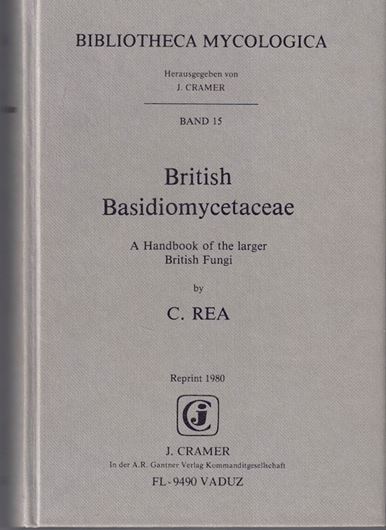 BIBLIOTHECA MYCOLOGICA
Herausgegeben von
J. CRAMER
BAND 15
British
Basidiomycetaceae
A Handbook of the larger
British Fungi
by
C. REA
Reprint 1980
CJ
J. CRAMER
In der A.R. Gantner Verlag Kommanditgesellschaft
FL-9490 VADUZ